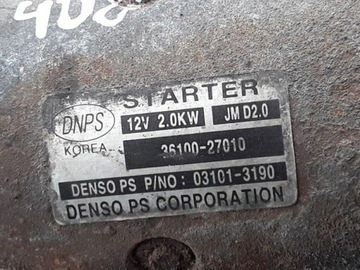 408
STARTER
DNPS 12V 2.0KW JM D2.0
KOREA 36100-27010
DENSO PS P/NO : 03101-3190
DENSO PS CORPORATION